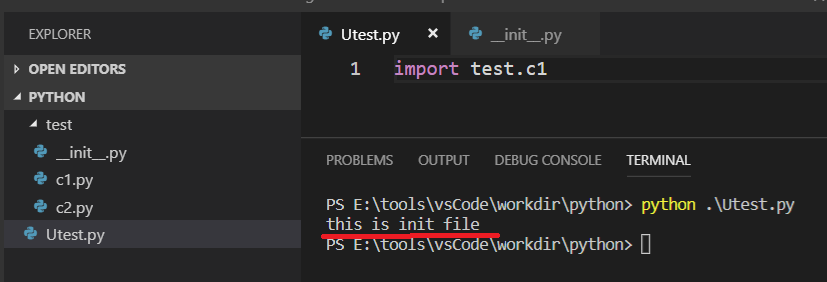 EXPLORER
OPEN EDITORS
PYTHON
test
__init__.py
c1.py
c2.py
Utest.py
Utest.py × __init__.py
1 import test.c1
PROBLEMS OUTPUT DEBUG CONSOLE TERMINAL
PS E:\tools\vsCode\workdir\python> python .\Utest.py
this is init file
PS E:\tools\vsCode\workdir\python>